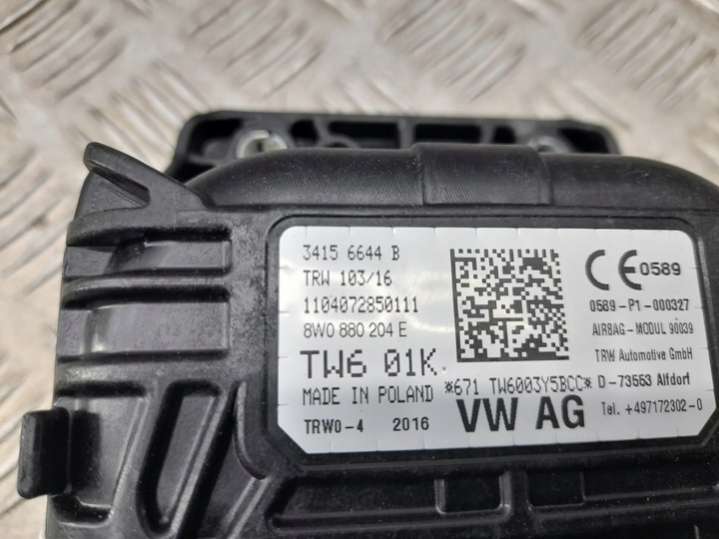 3415 6644 B
TRW 103/16
1104072850111
8W0 880 204 E
TW6 01K
MADE IN POLAND *671 TW6003Y5BCC*
TRWO-4 2016 VW AG
CE 0589
0589-P1-000327
AIRBAG-MODUL 90039
TRW Automotive GmbH
D-73553 Alfdorf
Tel. +497172302-0